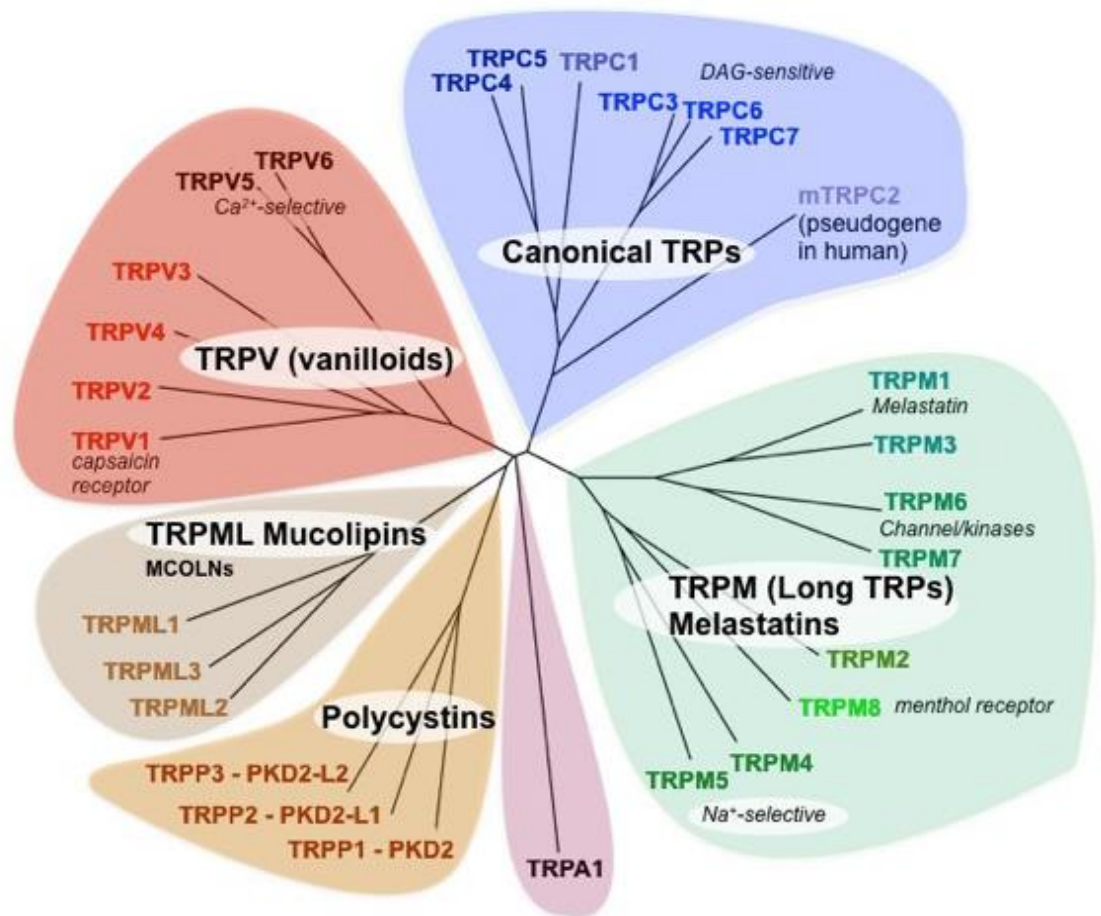 TRPC5
TRPC1
TRPC4
DAG-sensitive
TRPC3
TRPC6
TRPC7
mTRPC2
(pseudogene
in human)
Canonical TRPs
TRPV6
TRPV5
Ca²⁺-selective
TRPV3
TRPV4
TRPV (vanilloids)
TRPV2
TRPV1
capsaicin
receptor
TRPM1
Melastatin
TRPM3
TRPM6
Channel/kinases
TRPM7
TRPM (Long TRPs)
Melastatins
TRPM2
TRPM8 menthol receptor
TRPM4
TRPM5
Na⁺-selective
TRPML Mucolipins
MCOLNs
TRPML1
TRPML3
TRPML2
Polycystins
TRPP3 - PKD2-L2
TRPP2 - PKD2-L1
TRPP1 - PKD2
TRPA1